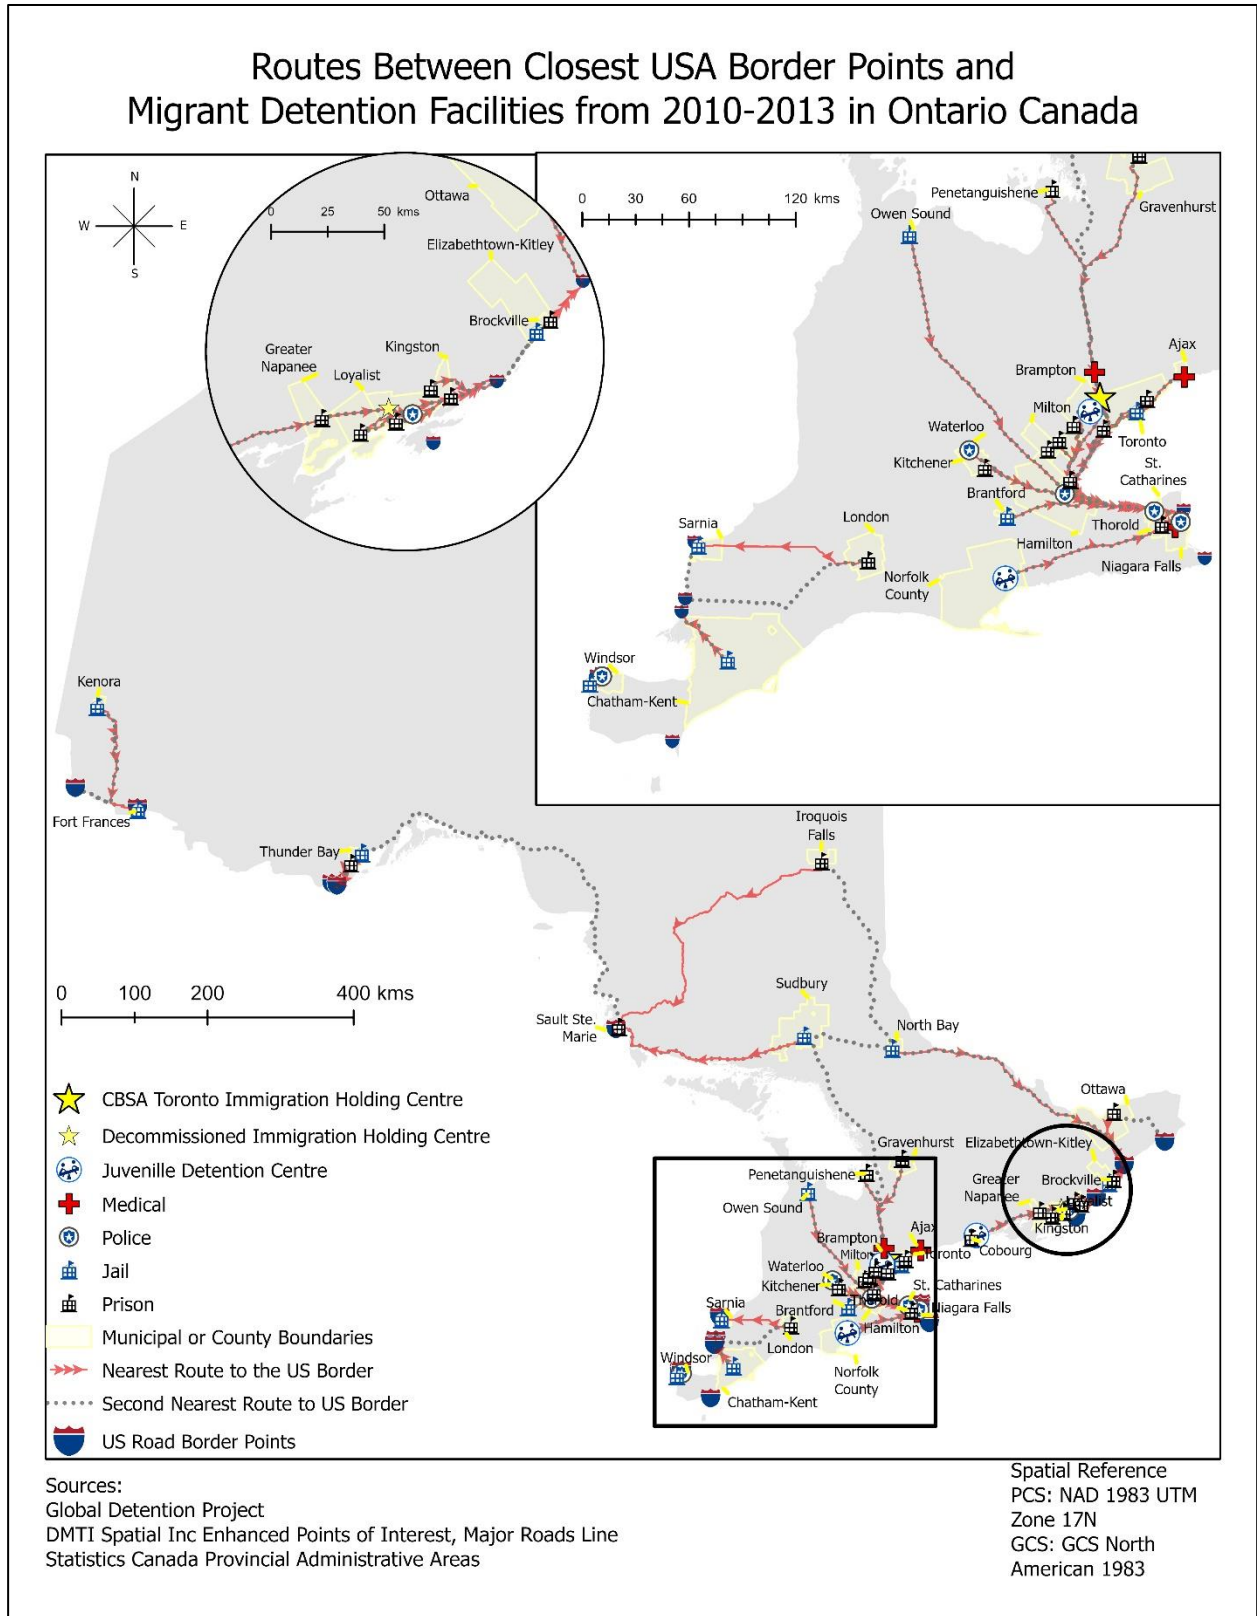 Routes Between Closest USA Border Points and
Migrant Detention Facilities from 2010-2013 in Ontario Canada
N
W
E
S
0 25 50 kms
Ottawa
Elizabethtown-Kitley
Brockville
Kingston
Greater
Napanee
Loyalist
0 30 60 120 kms
Penetanguishene
Owen Sound
Gravenhurst
Ajax
Brampton
Milton
Waterloo
Toronto
Kitchener
St.
Catharines
Brantford
London
Sarnia
Thorold
Hamilton
Niagara Falls
Norfolk
County
Windsor
Chatham-Kent
Kenora
Fort Frances
Thunder Bay
Iroquois
Falls
0 100 200 400 kms
Sudbury
Sault Ste.
Marie
North Bay
Ottawa
Elizabethtown-Kitley
Gravenhurst
Penetanguishene
Greater
Napanee
Brockville
Loyalist
Kingston
Owen Sound
Ajax
Brampton
Toronto
Cobourg
Milton
Waterloo
Kitchener
St. Catharines
Thorold
Niagara Falls
Brantford
Sarnia
Hamilton
London
Windsor
Norfolk
County
Chatham-Kent
CBSA Toronto Immigration Holding Centre
Decommissioned Immigration Holding Centre
Juvenille Detention Centre
Medical
Police
Jail
Prison
Municipal or County Boundaries
Nearest Route to the US Border
Second Nearest Route to US Border
US Road Border Points
Sources:
Global Detention Project
DMTI Spatial Inc Enhanced Points of Interest, Major Roads Line
Statistics Canada Provincial Administrative Areas
Spatial Reference
PCS: NAD 1983 UTM
Zone 17N
GCS: GCS North
American 1983